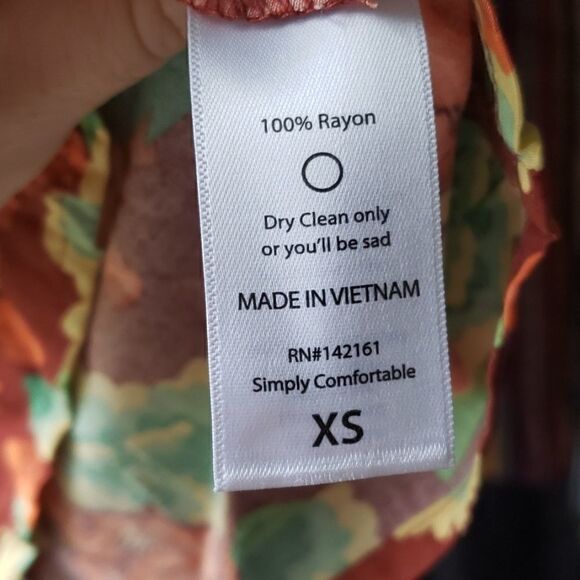 100% Rayon
Dry Clean only
or you'll be sad
MADE IN VIETNAM
RN#142161
Simply Comfortable
XS